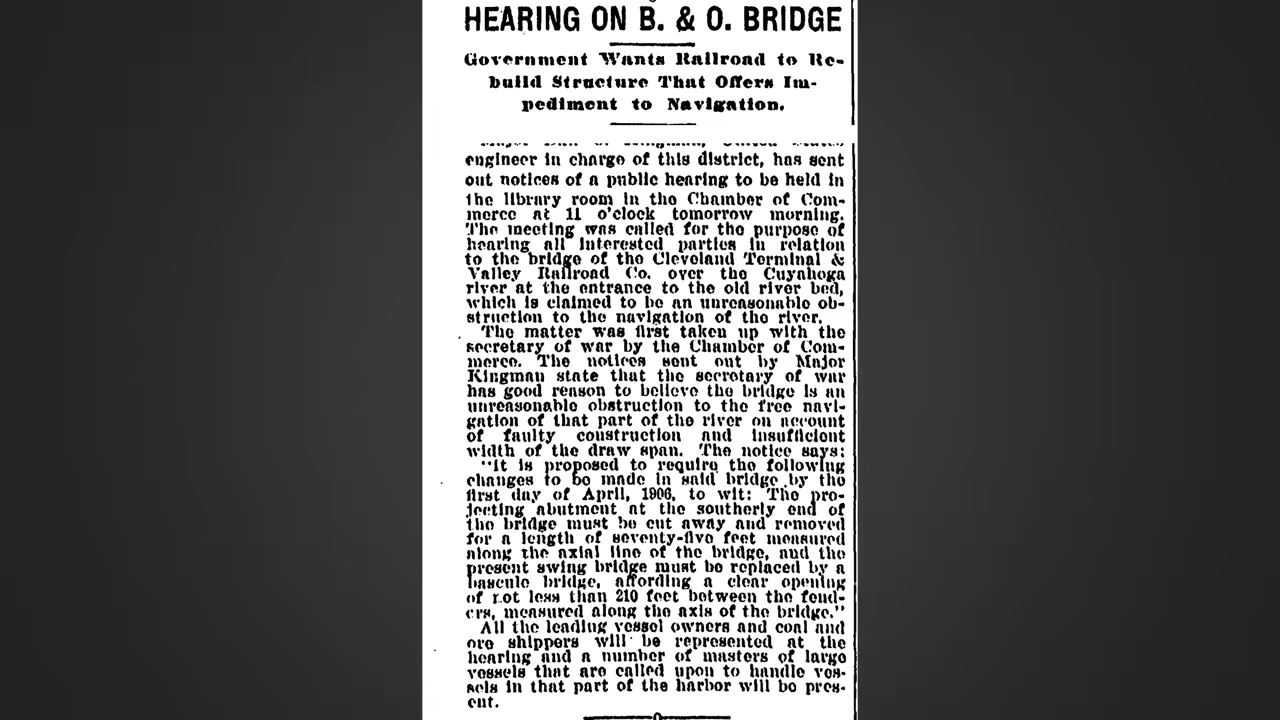 HEARING ON B. & O. BRIDGE
Government Wants Railroad to Re-
build Structure That Offers Im-
pediment to Navigation.
engineer in charge of this district, has sent
out notices of a public hearing to be held in
the library room in the Chamber of Com-
merce at 11 o'clock tomorrow morning.
The meeting was called for the purpose of
hearing all interested parties in relation
to the bridge of the Cleveland Terminal &
Valley Railroad Co. over the Cuyahoga
river at the entrance to the old river bed,
which is claimed to be an unreasonable ob-
struction to the navigation of the river.
The matter was first taken up with the
secretary of war by the Chamber of Com-
merce. The notices sent out by Major
Kingman state that the secretary of war
has good reason to believe the bridge is an
unreasonable obstruction to the free navi-
gation of that part of the river on account
of faulty construction and insufficient
width of the draw span. The notice says:
"It is proposed to require the following
changes to be made in said bridge by the
first day of April, 1906, to wit: The pro-
jecting abutment at the southerly end of
the bridge must be cut away and removed
for a length of seventy-five feet measured
along the axial line of the bridge, and the
present swing bridge must be replaced by a
bascule bridge, affording a clear opening
of not less than 210 feet between the fend-
ers, measured along the axis of the bridge."
All the leading vessel owners and coal and
ore shippers will be represented at the
hearing and a number of masters of large
vessels that are called upon to handle ves-
sels in that part of the harbor will be pres-
ent.